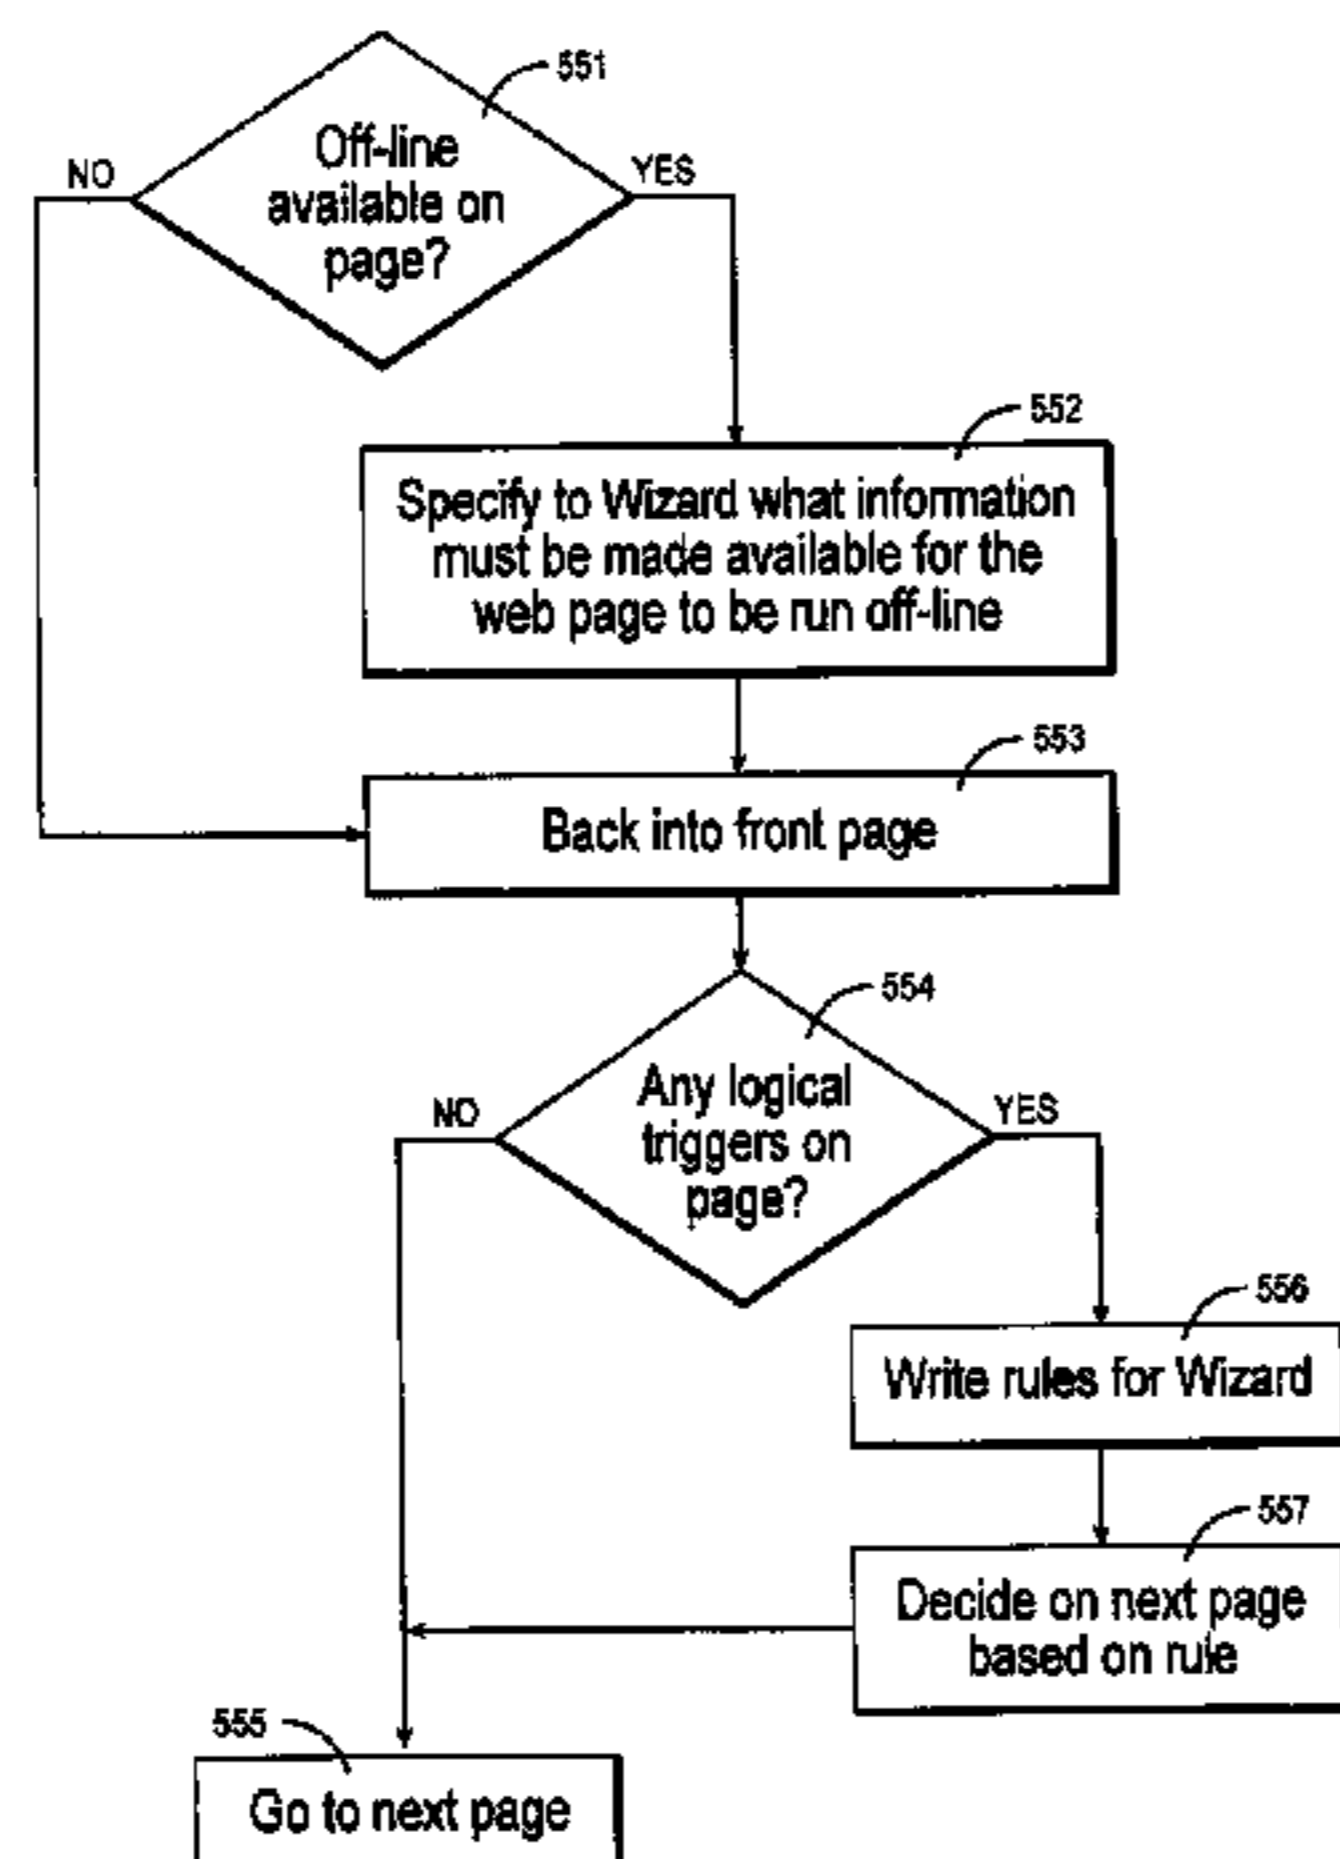 551
Off-line
available on
page?
NO
YES
552
Specify to Wizard what information
must be made available for the
web page to be run off-line
553
Back into front page
554
Any logical
triggers on
page?
NO
YES
556
Write rules for Wizard
557
Decide on next page
based on rule
555
Go to next page